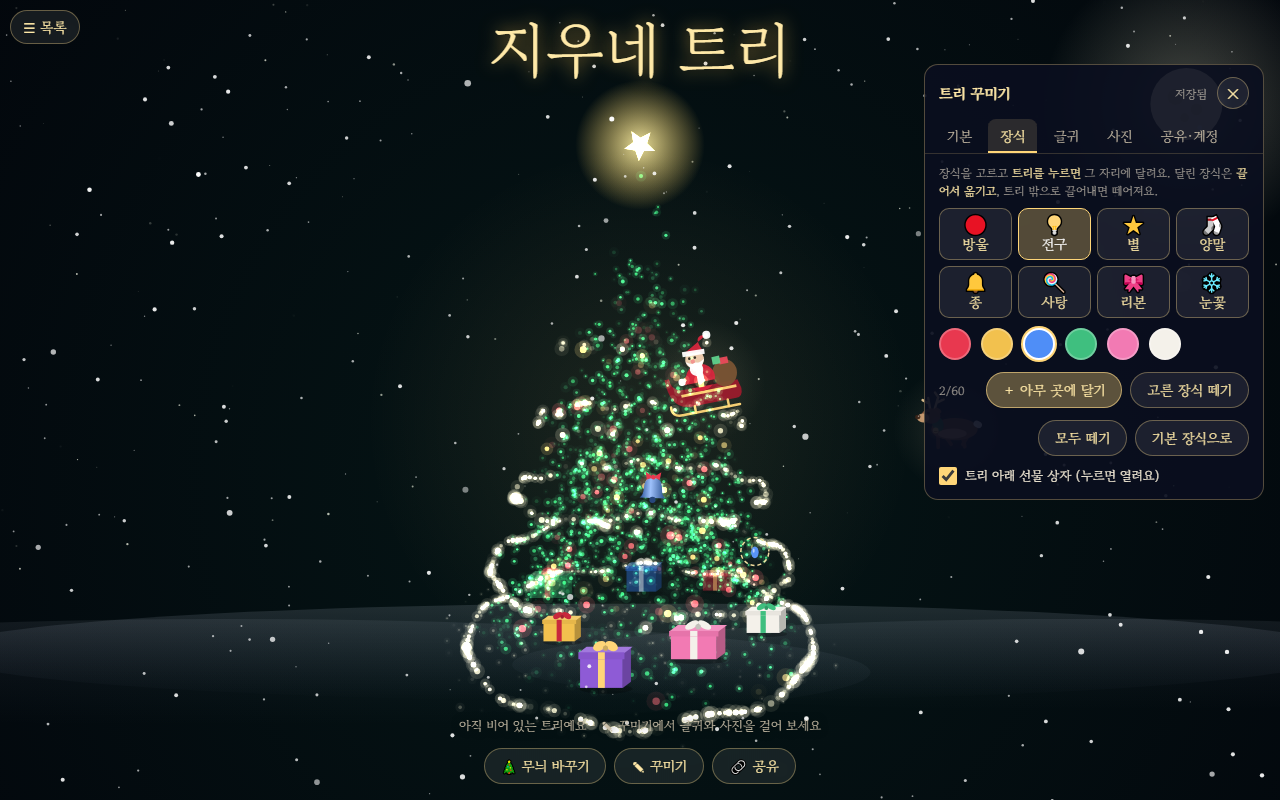 ☰ 목록
지우네 트리
트리 꾸미기
저장됨
기본 장식 글귀 사진 공유·계정
장식을 고르고 트리를 누르면 그 자리에 달려요. 달린 장식은 끌
어서 옮기고, 트리 밖으로 끌어내면 떼어져요.
방울 전구 별 양말
종 사탕 리본 눈꽃
2/60 + 아무 곳에 달기 고른 장식 떼기
모두 떼기 기본 장식으로
트리 아래 선물 상자 (누르면 열려요)
아직 비어 있는 트리예요 꾸미기에서 글귀와 사진을 걸어 보세요
무늬 바꾸기 꾸미기 공유